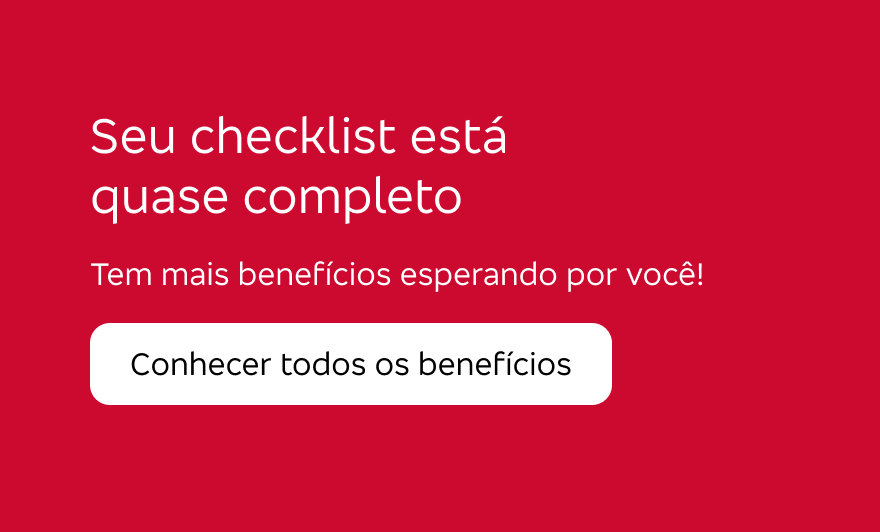 Seu checklist está
quase completo
Tem mais benefícios esperando por você!
Conhecer todos os benefícios